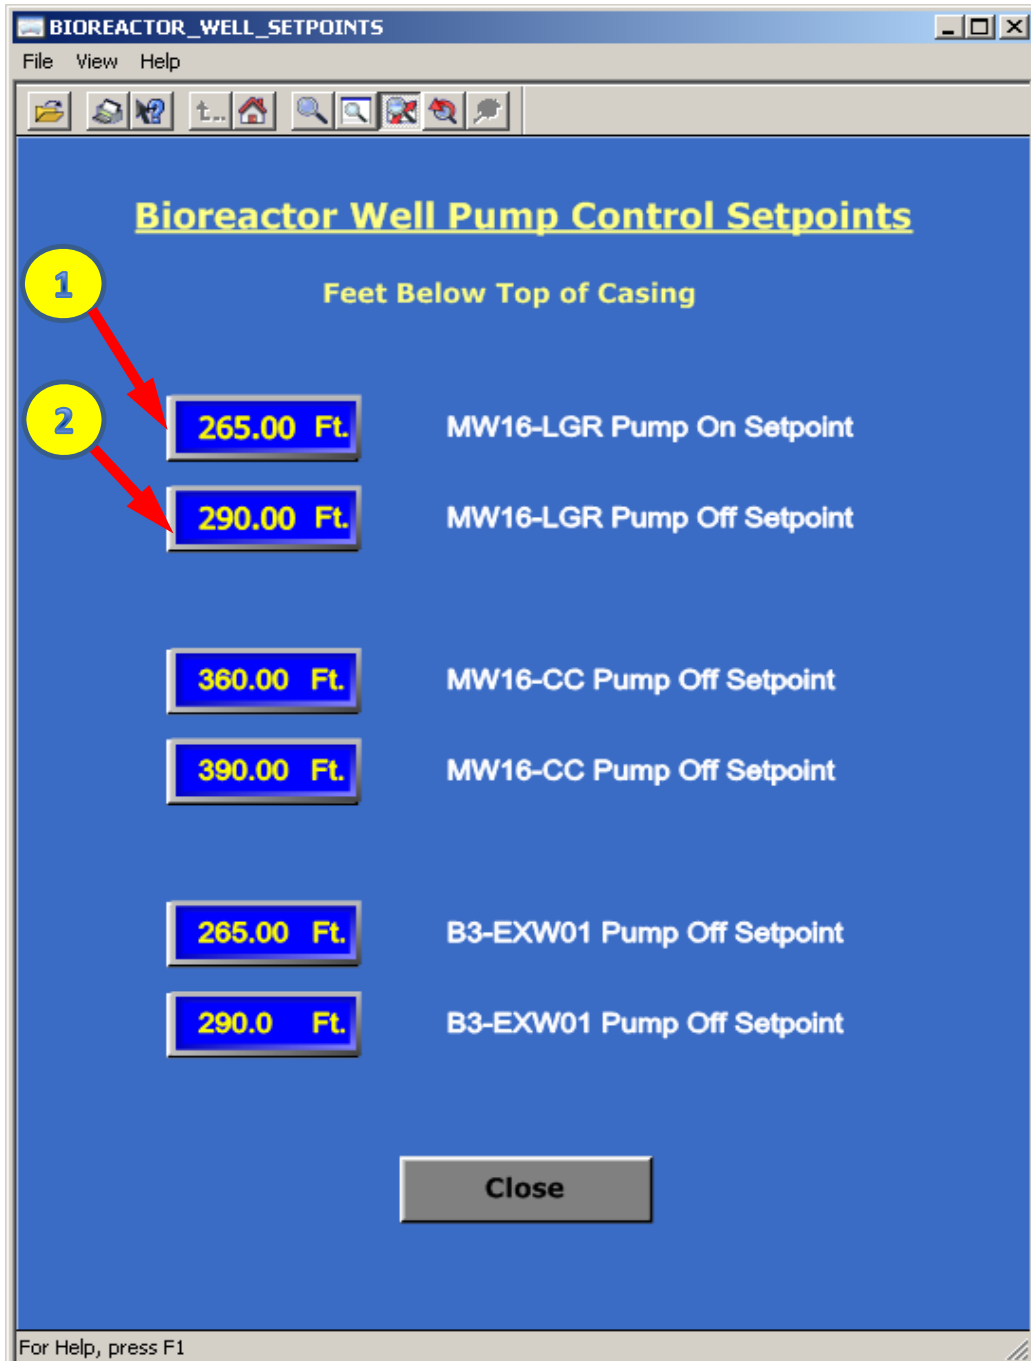 BIOREACTOR_WELL_SETPOINTS
File View Help
t..
Bioreactor Well Pump Control Setpoints
1
Feet Below Top of Casing
2
265.00 Ft. MW16-LGR Pump On Setpoint
290.00 Ft. MW16-LGR Pump Off Setpoint
360.00 Ft. MW16-CC Pump Off Setpoint
390.00 Ft. MW16-CC Pump Off Setpoint
265.00 Ft. B3-EXW01 Pump Off Setpoint
290.0 Ft. B3-EXW01 Pump Off Setpoint
Close
For Help, press F1